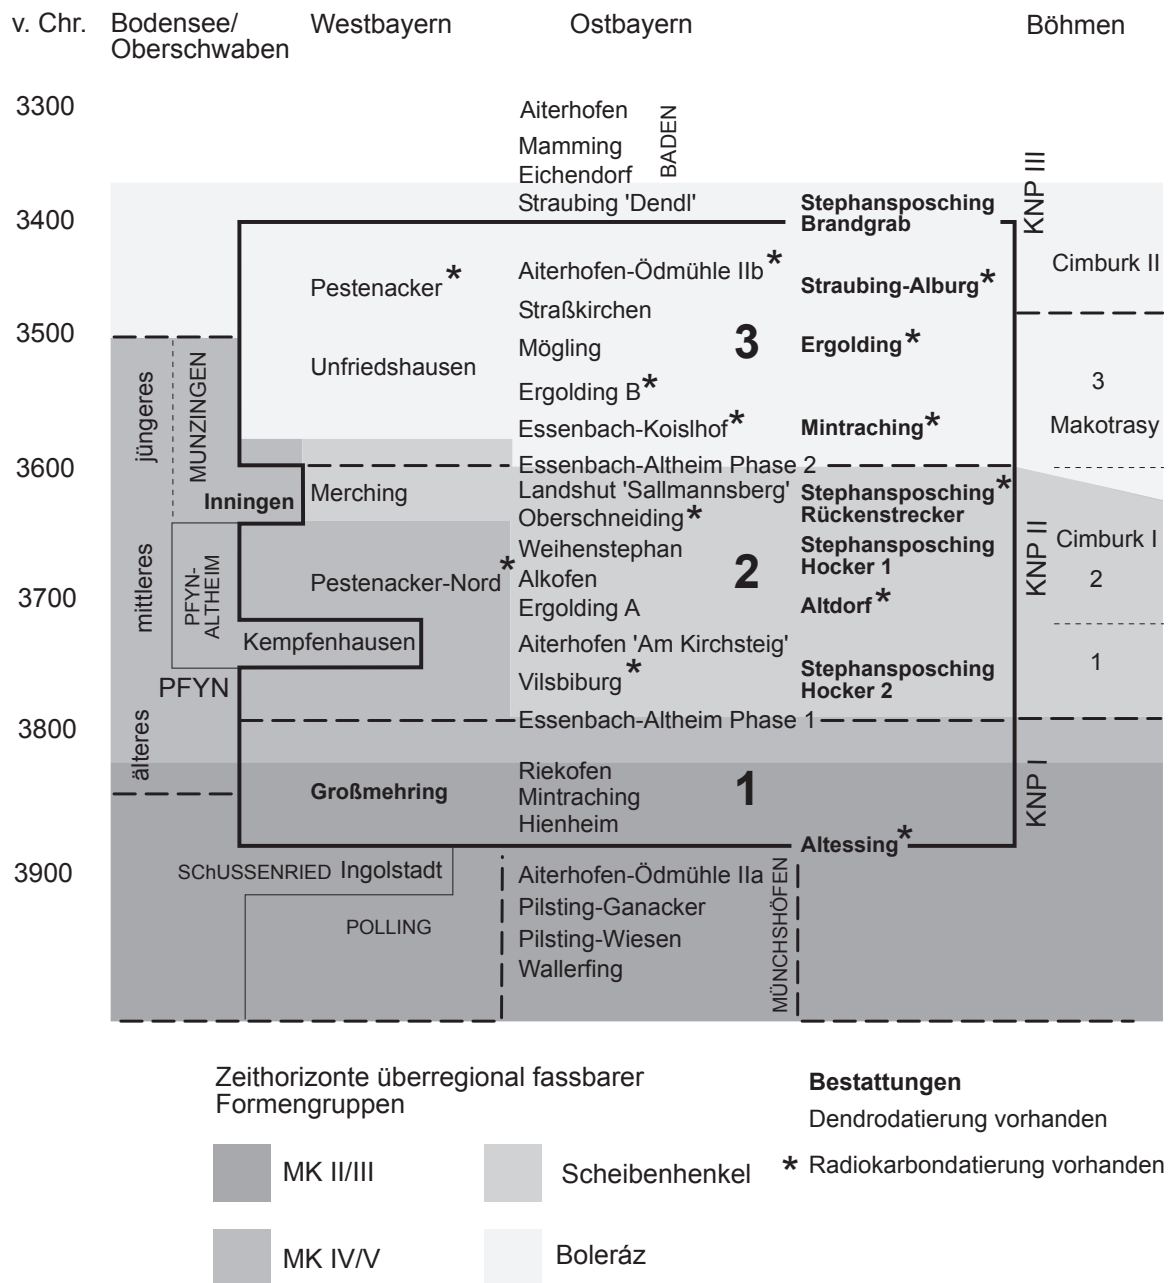 v. Chr.
Bodensee/
Oberschwaben
Westbayern
Ostbayern
Böhmen
3300
3400
3500
3600
3700
3800
3900
jüngeres
mittleres
älteres
MUNZINGEN
PFYN-
ALTHEIM
PFYN
Inningen
Kempfenhausen
SChUSSENRIED
Ingolstadt
POLLING
Pestenacker *
Unfriedshausen
Merching
Pestenacker-Nord *
Großmehring
Aiterhofen
Mamming
Eichendorf
BADEN
Straubing 'Dendl'
Aiterhofen-Ödmühle IIb *
Straßkirchen
Mögling
3
Ergolding B *
Essenbach-Koislhof *
Essenbach-Altheim Phase 2
Landshut 'Sallmannsberg'
Oberschneiding *
Weihenstephan
Alkofen
2
Ergolding A
Aiterhofen 'Am Kirchsteig'
Vilsbiburg *
Essenbach-Altheim Phase 1
Riekofen
Mintraching
1
Hienheim
Aiterhofen-Ödmühle IIa
Pilsting-Ganacker
Pilsting-Wiesen
Wallerfing
MÜNCHSHÖFEN
Stephansposching
Brandgrab
Straubing-Alburg *
Ergolding *
Mintraching *
Stephansposching *
Rückenstrecker
Stephansposching
Hocker 1
Altdorf *
Stephansposching
Hocker 2
Altessing *
KNP III
KNP II
KNP I
Cimburk II
3
Makotrasy
Cimburk I
2
1
Zeithorizonte überregional fassbarer
Formengruppen
MK II/III
MK IV/V
Scheibenhenkel
Boleráz
Bestattungen
Dendrodatierung vorhanden
* Radiokarbondatierung vorhanden